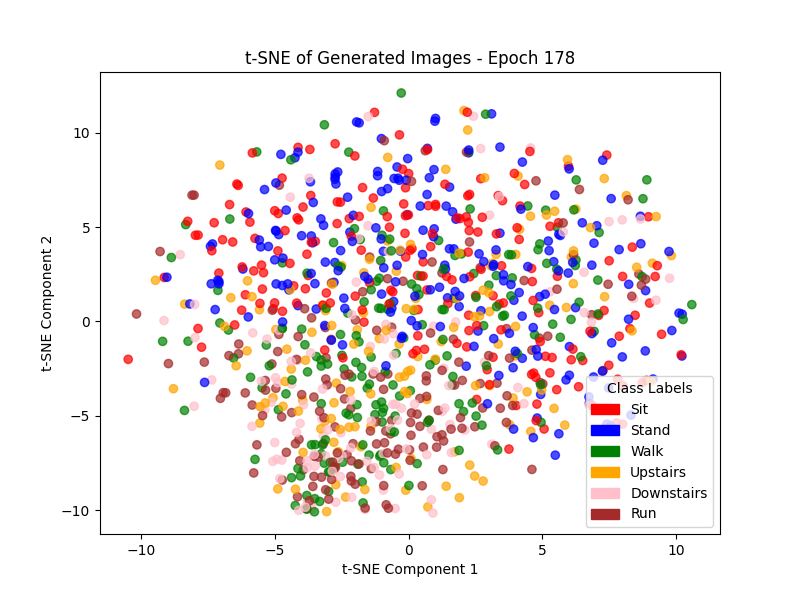 t-SNE of Generated Images - Epoch 178
t-SNE Component 2
10
5
0
−5
−10
Class Labels
Sit
Stand
Walk
Upstairs
Downstairs
Run
−10
−5
0
5
10
t-SNE Component 1